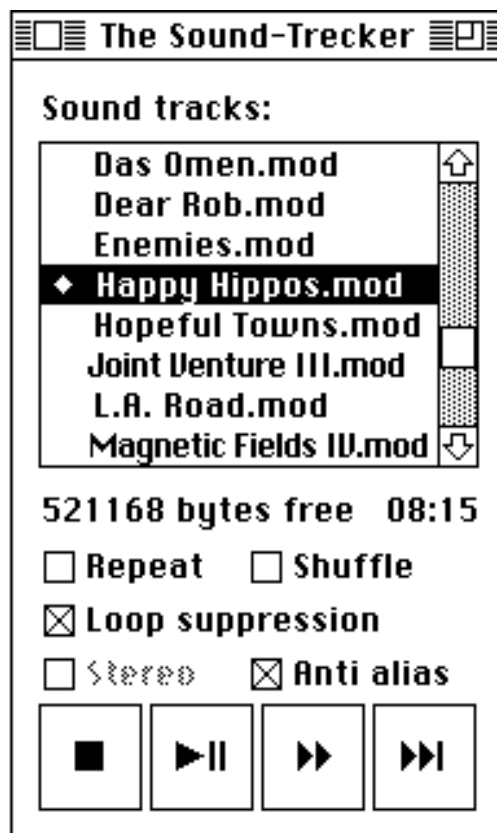 The Sound-Trecker
Sound tracks:
Das Omen.mod
Dear Rob.mod
Enemies.mod
Happy Hippos.mod
Hopeful Towns.mod
Joint Venture III.mod
L.A. Road.mod
Magnetic Fields IV.mod
521168 bytes free 08:15
Repeat Shuffle
Loop suppression
Stereo Anti alias